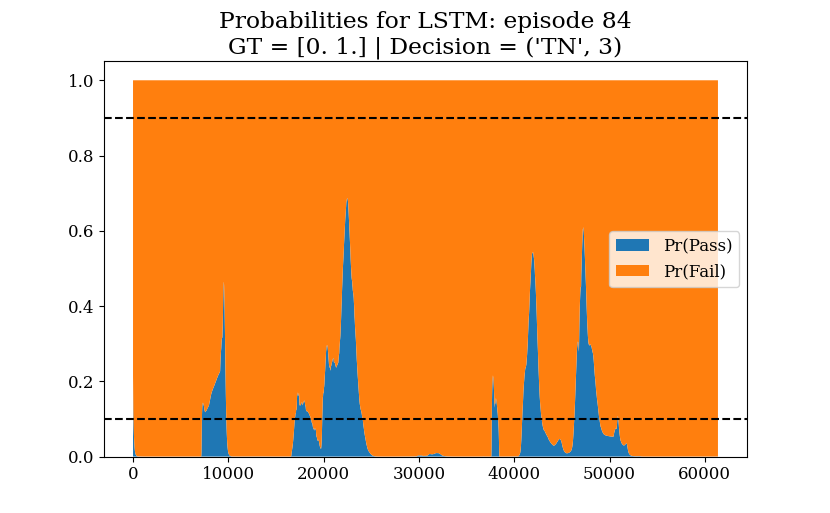 Probabilities for LSTM: episode 84
GT = [0. 1.] | Decision = ('TN', 3)
1.0
0.8
0.6
0.4
0.2
0.0
Pr(Pass)
Pr(Fail)
0 10000 20000 30000 40000 50000 60000